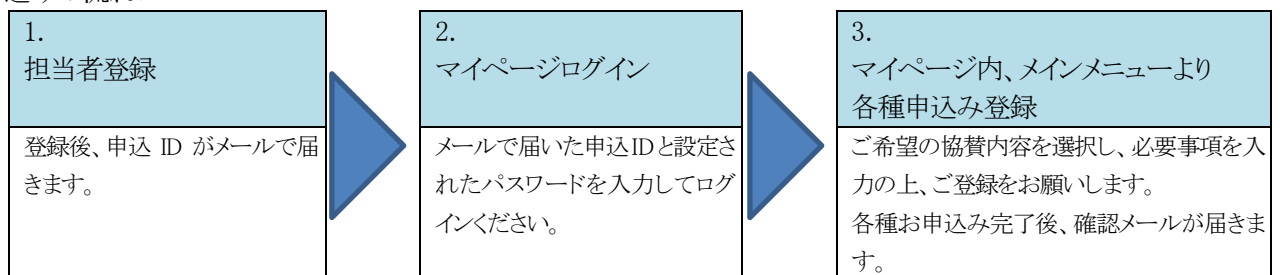 1.
担当者登録
登録後、申込 ID がメールで届
きます。
2.
マイページログイン
メールで届いた申込IDと設定さ
れたパスワードを入力してログ
インください。
3.
マイページ内、メインメニューより
各種申込み登録
ご希望の協賛内容を選択し、必要事項を入
力の上、ご登録をお願いします。
各種お申込み完了後、確認メールが届きま
す。